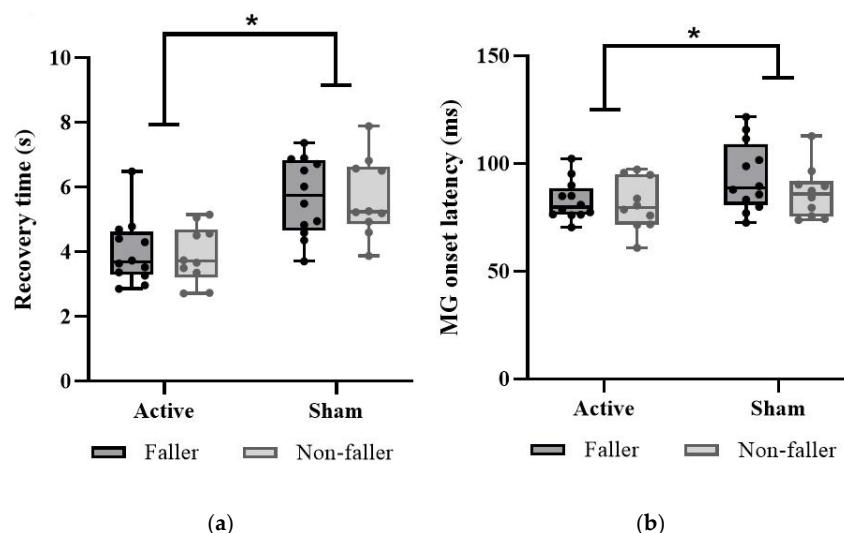 *
Recovery time (s)
10
8
6
4
2
0
Active
Sham
Faller
Non-faller
(a)
*
MG onset latency (ms)
150
100
50
0
Active
Sham
Faller
Non-faller
(b)